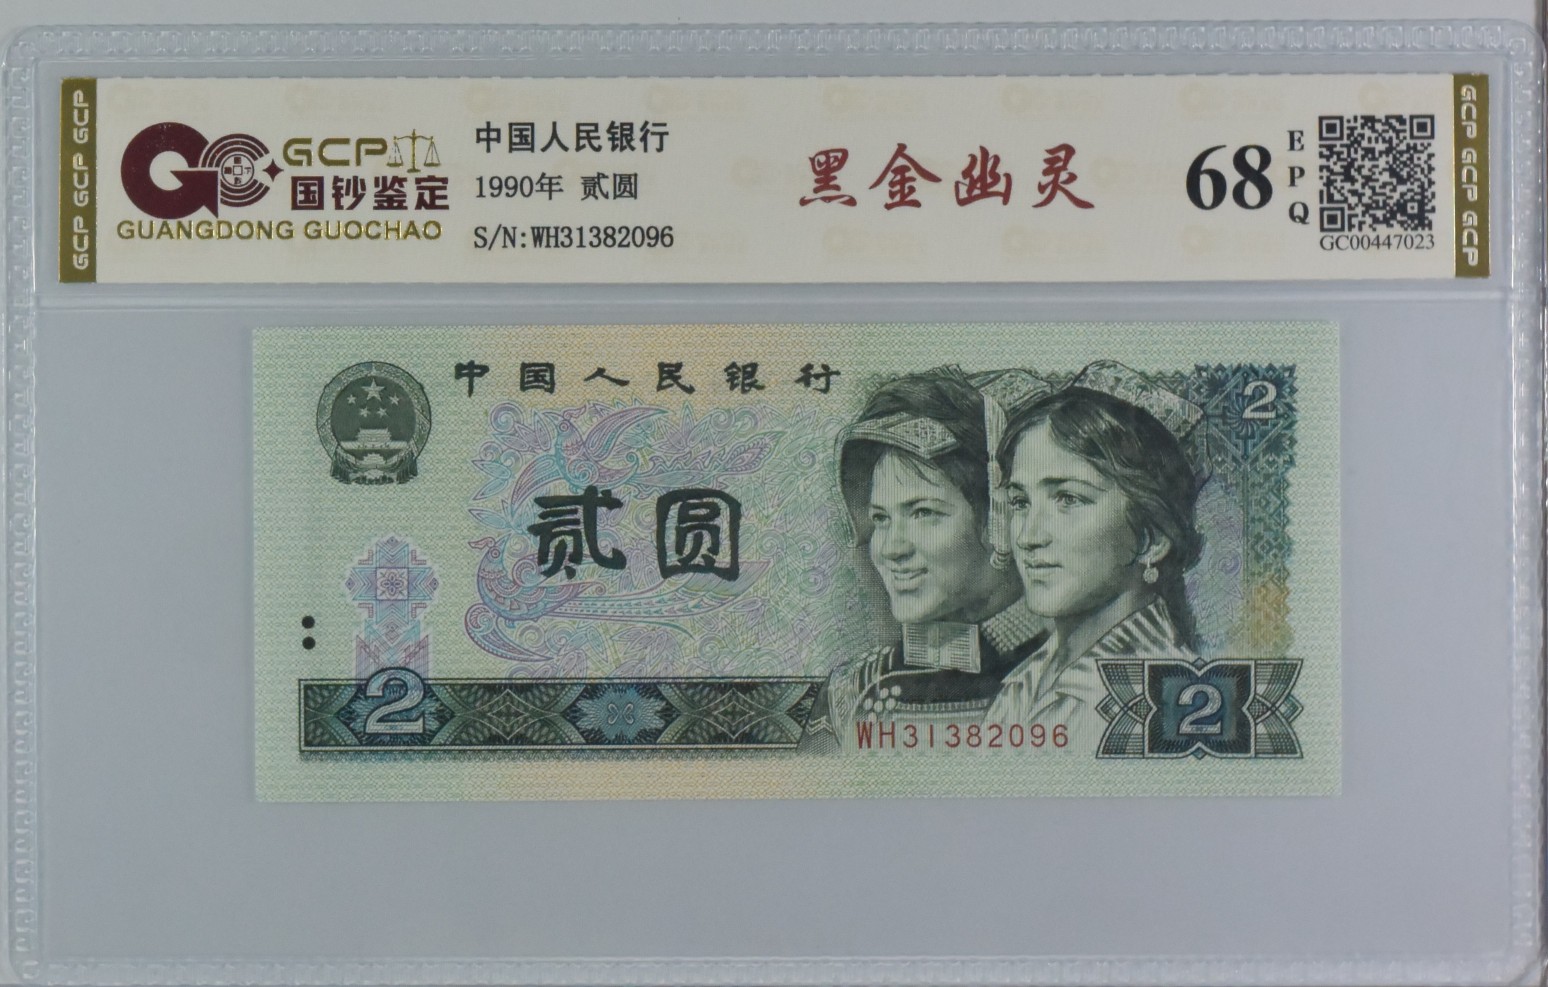 GCP GCP GCP
GCP
国钞鉴定
GUANGDONG GUOCHAO
中国人民银行
1990年 贰圆
S/N:WH31382096
黑金幽灵
68
EPQ
GC00447023
GCP GCP GCP
中国人民银行
2
贰圆
2
WH31382096
2